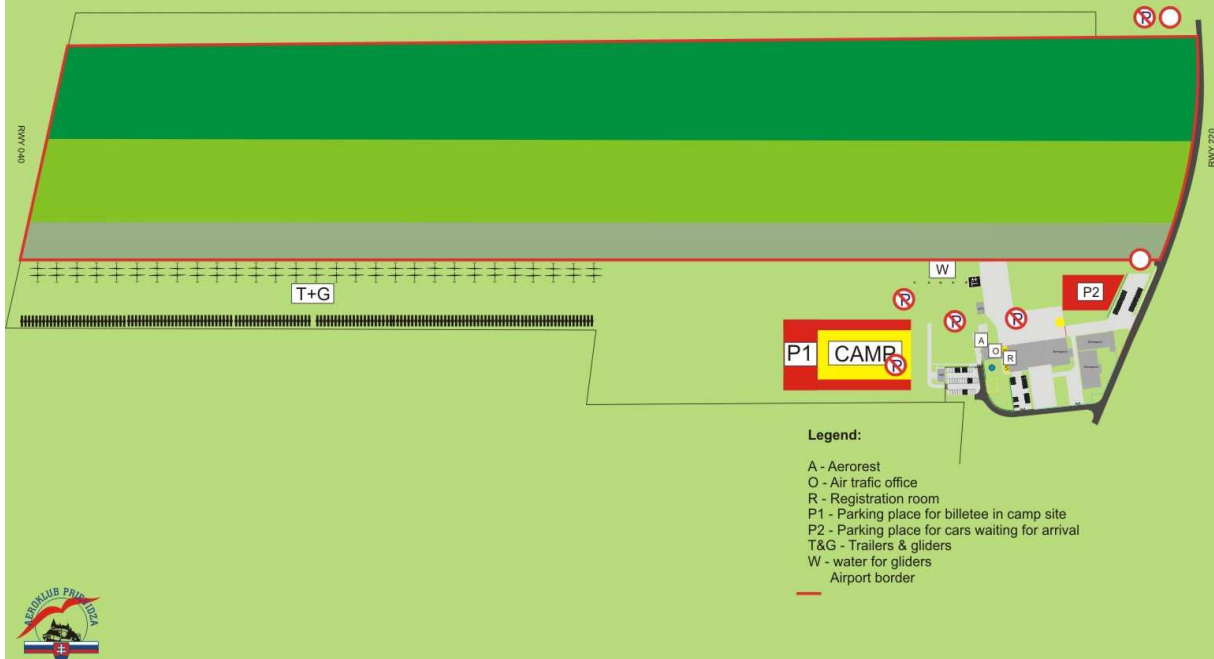 RWY 040
RWY 220
W
T+G
P2
A
O
R
P1
CAMP
Legend:
A - Aerorest
O - Air trafic office
R - Registration room
P1 - Parking place for billetee in camp site
P2 - Parking place for cars waiting for arrival
T&G - Trailers & gliders
W - water for gliders
Airport border
AEROKLUB PRIEVIDZA